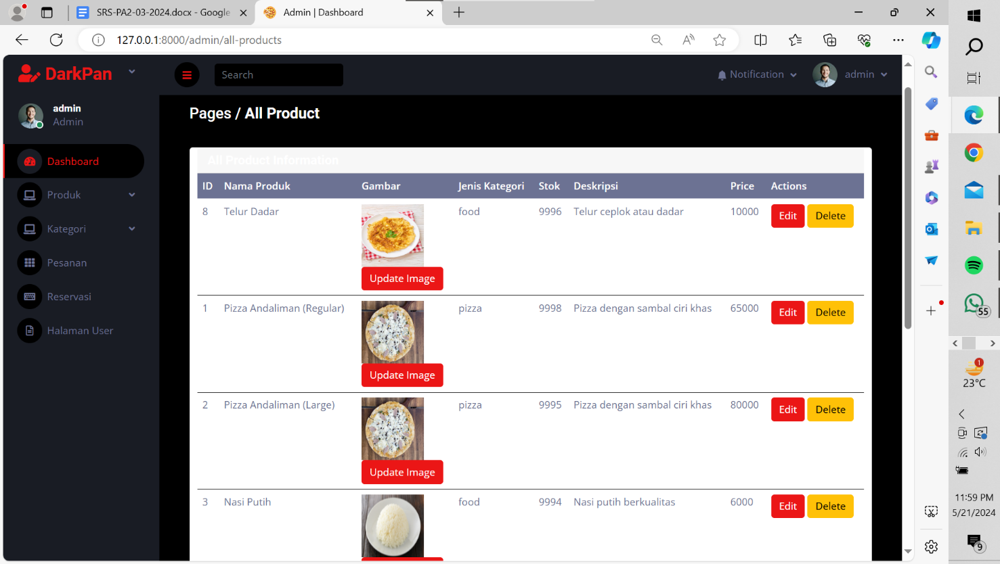 SRS-PA2-03-2024.docx - Google
Admin | Dashboard
127.0.0.1:8000/admin/all-products
DarkPan
Search
Notification
admin
admin
Admin
Pages / All Product
Dashboard
Produk
Kategori
Pesanan
Reservasi
Halaman User
All Product Information
ID Nama Produk Gambar Jenis Kategori Stok Deskripsi Price Actions
8 Telur Dadar food 9996 Telur ceplok atau dadar 10000 Edit Delete
Update Image
1 Pizza Andaliman (Regular) pizza 9998 Pizza dengan sambal ciri khas 65000 Edit Delete
Update Image
2 Pizza Andaliman (Large) pizza 9995 Pizza dengan sambal ciri khas 80000 Edit Delete
Update Image
3 Nasi Putih food 9994 Nasi putih berkualitas 6000 Edit Delete
55
1
23°C
11:59 PM
5/21/2024
9